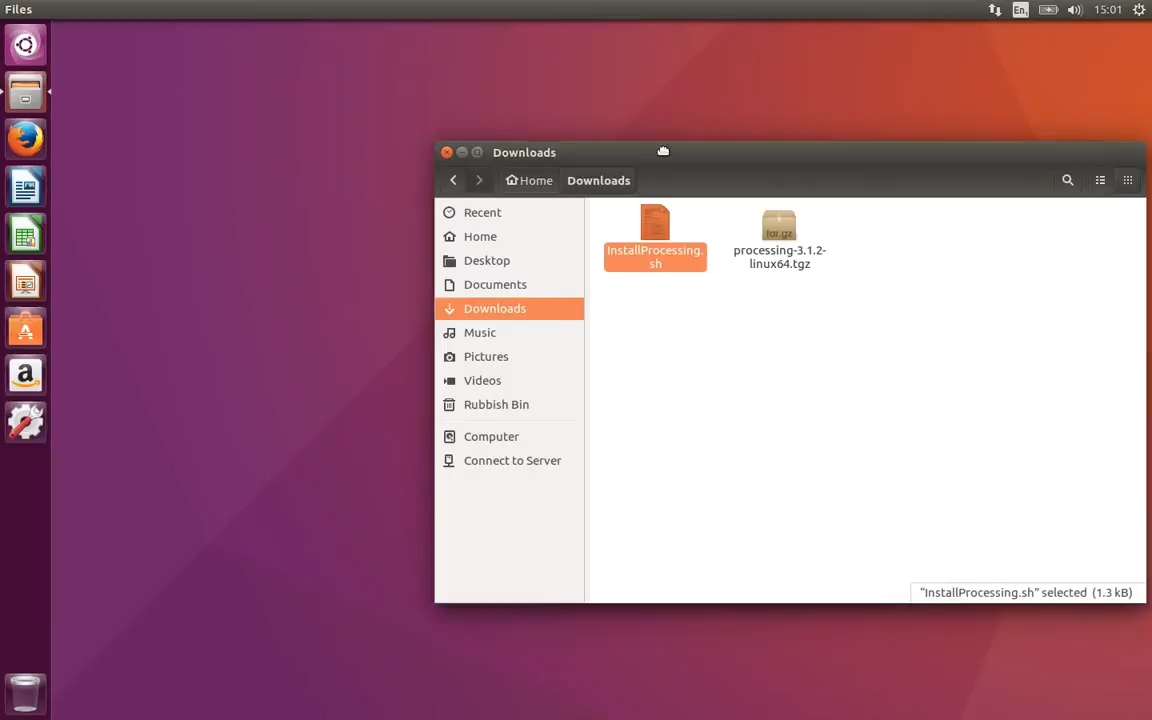 Files
En
15:01
Downloads
Home
Downloads
Recent
Home
Desktop
Documents
Downloads
Music
Pictures
Videos
Rubbish Bin
Computer
Connect to Server
InstallProcessing.
sh
tar.gz
processing-3.1.2-
linux64.tgz
"InstallProcessing.sh" selected (1.3 kB)
a